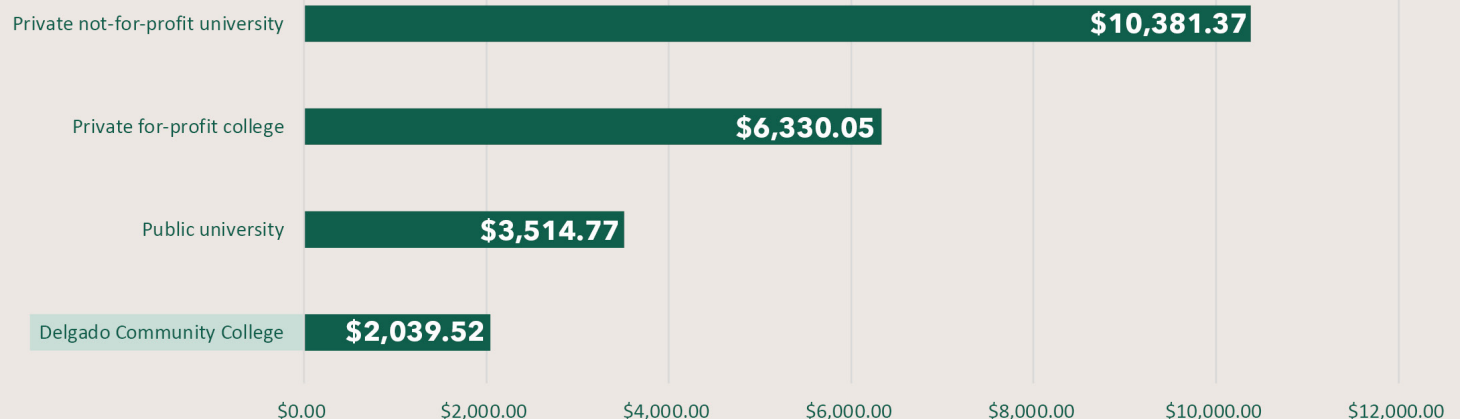 Private not-for-profit university $10,381.37
Private for-profit college $6,330.05
Public university $3,514.77
Delgado Community College $2,039.52
$0.00 $2,000.00 $4,000.00 $6,000.00 $8,000.00 $10,000.00 $12,000.00